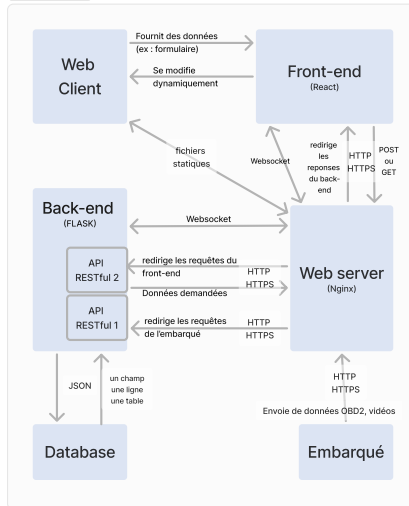 Fournit des données
(ex : formulaire)
Web
Client
Se modifie
dynamiquement
Front-end
(React)
fichiers
statiques
Websocket
redirige
les
reponses
du back-
end
HTTP
HTTPS
POST
ou
GET
Back-end
(FLASK)
Websocket
API
RESTful 2
redirige les requêtes du
front-end
HTTP
HTTPS
Données demandées
Web server
(Nginx)
API
RESTful 1
redirige les requêtes
de l'embarqué
HTTP
HTTPS
JSON
un champ
une ligne
une table
HTTP
HTTPS
Envoie de données OBD2, vidéos
Database
Embarqué